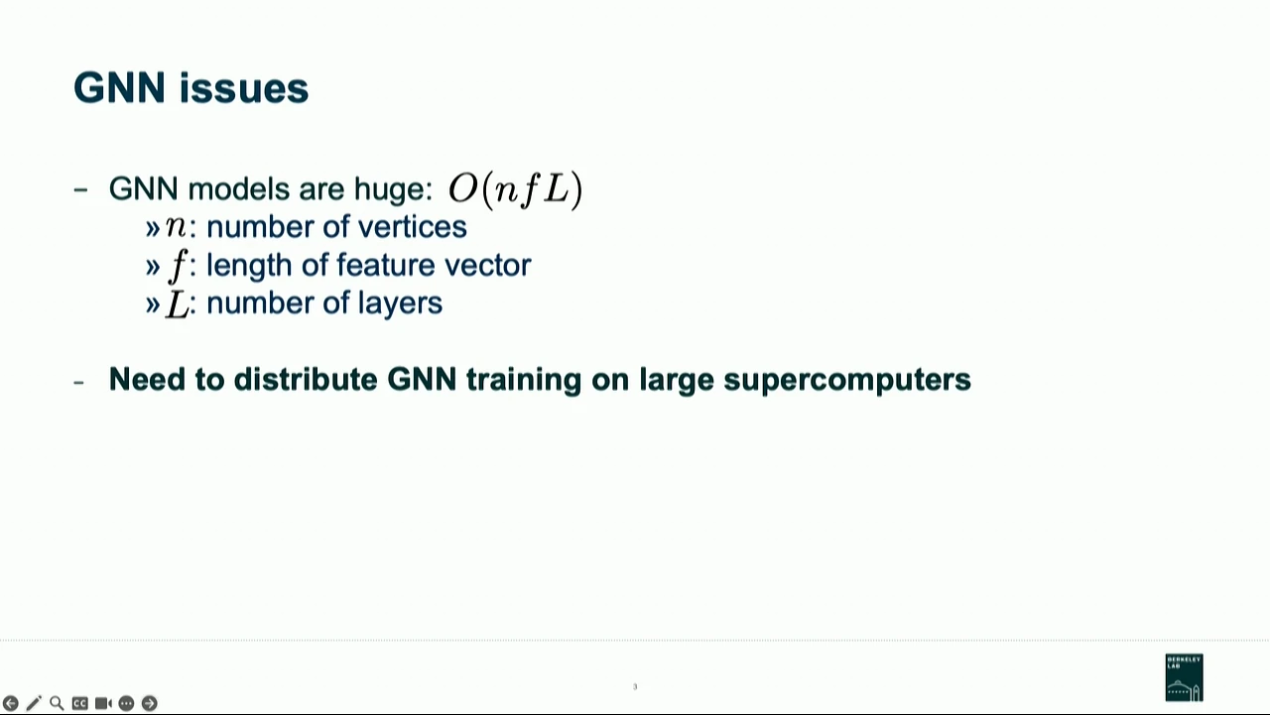 GNN issues
– GNN models are huge: O(nfL)
» n: number of vertices
» f: length of feature vector
» L: number of layers
- Need to distribute GNN training on large supercomputers
3
BERKELEY
LAB
CC